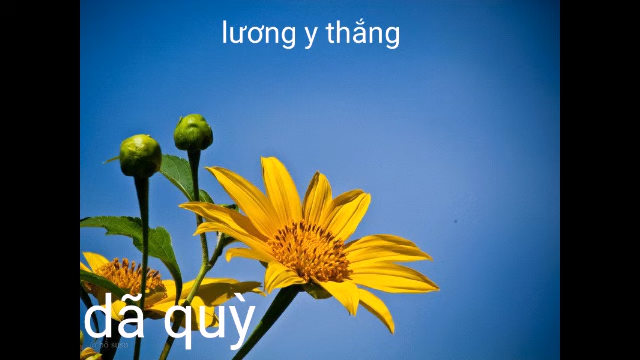 lương y thắng
dã quỳ